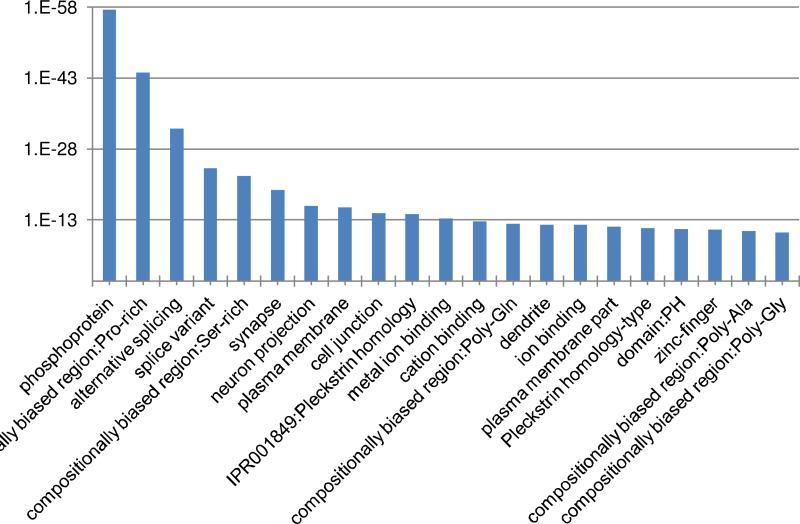 1.E-58
1.E-43
1.E-28
1.E-13
phosphoprotein
ally biased region:Pro-rich
alternative splicing
splice variant
compositionally biased region:Ser-rich
synapse
neuron projection
plasma membrane
cell junction
IPR001849:Pleckstrin homology
metal ion binding
cation binding
compositionally biased region:Poly-Gln
dendrite
ion binding
plasma membrane part
Pleckstrin homology-type
domain:PH
zinc-finger
compositionally biased region:Poly-Ala
compositionally biased region:Poly-Gly